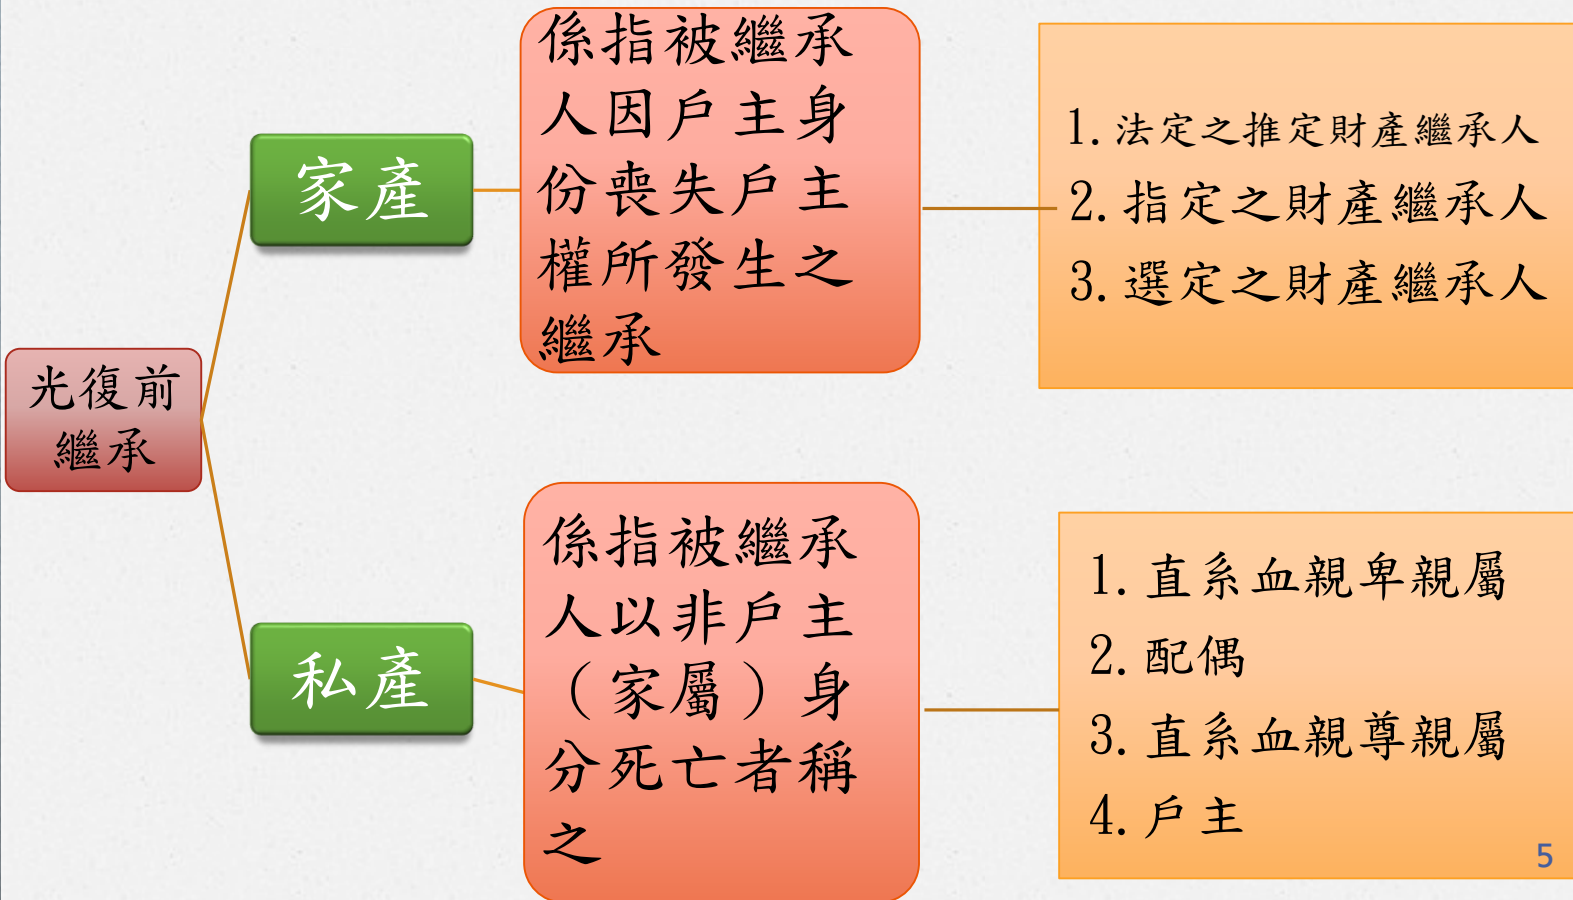 光復前
繼承
家產
係指被繼承
人因戶主身
份喪失戶主
權所發生之
繼承
1.法定之推定財產繼承人
2.指定之財產繼承人
3.選定之財產繼承人
私產
係指被繼承
人以非戶主
（家屬）身
分死亡者稱
之
1.直系血親卑親屬
2.配偶
3.直系血親尊親屬
4.戶主
5